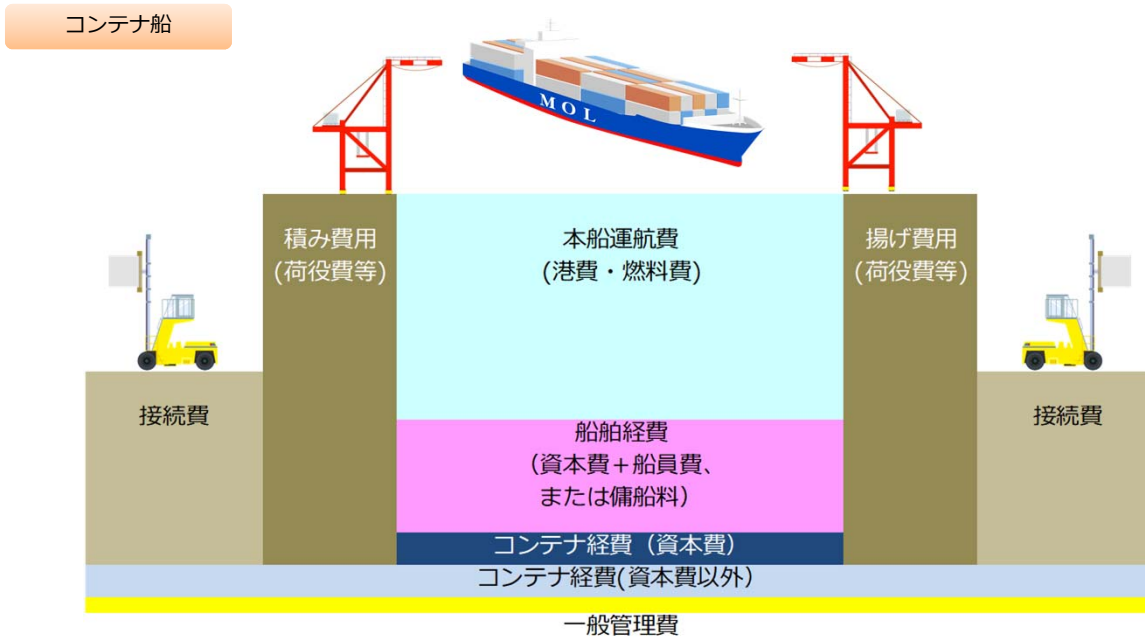 コンテナ船
MOL
積み費用
(荷役費等)
本船運航費
(港費・燃料費)
揚げ費用
(荷役費等)
接続費
接続費
船舶経費
（資本費＋船員費、
または傭船料）
コンテナ経費（資本費）
コンテナ経費(資本費以外）
一般管理費